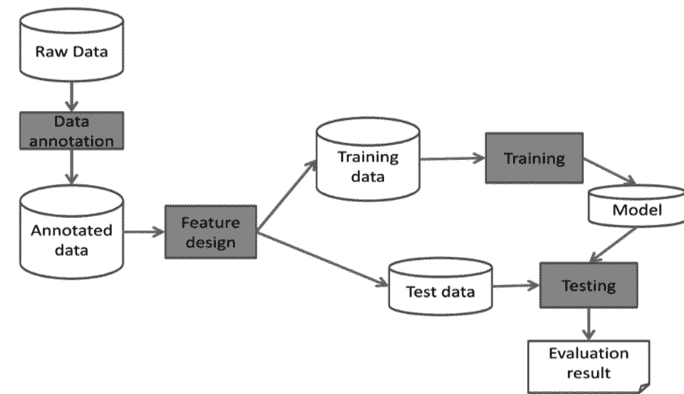 Raw Data
Data
annotation
Annotated
data
Feature
design
Training
data
Training
Model
Test data
Testing
Evaluation
result